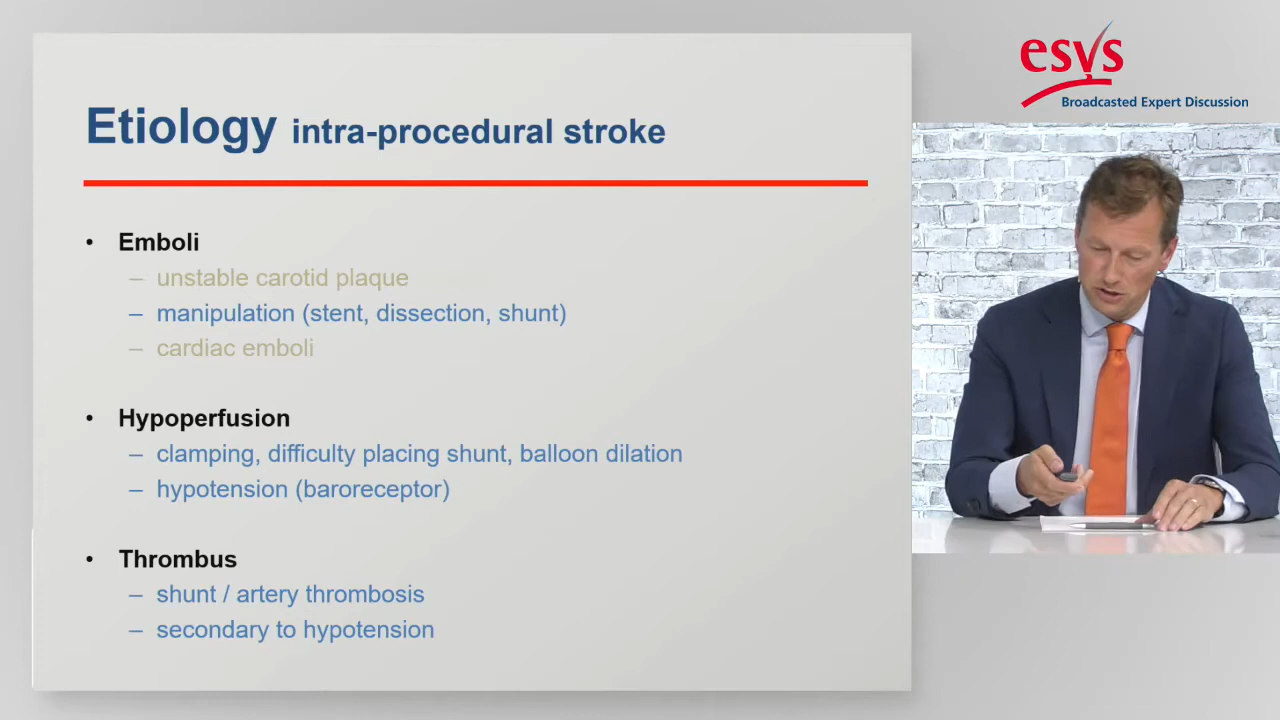 Etiology intra-procedural stroke
• Emboli
– unstable carotid plaque
– manipulation (stent, dissection, shunt)
– cardiac emboli
• Hypoperfusion
– clamping, difficulty placing shunt, balloon dilation
– hypotension (baroreceptor)
• Thrombus
– shunt / artery thrombosis
– secondary to hypotension
esvs
Broadcasted Expert Discussion